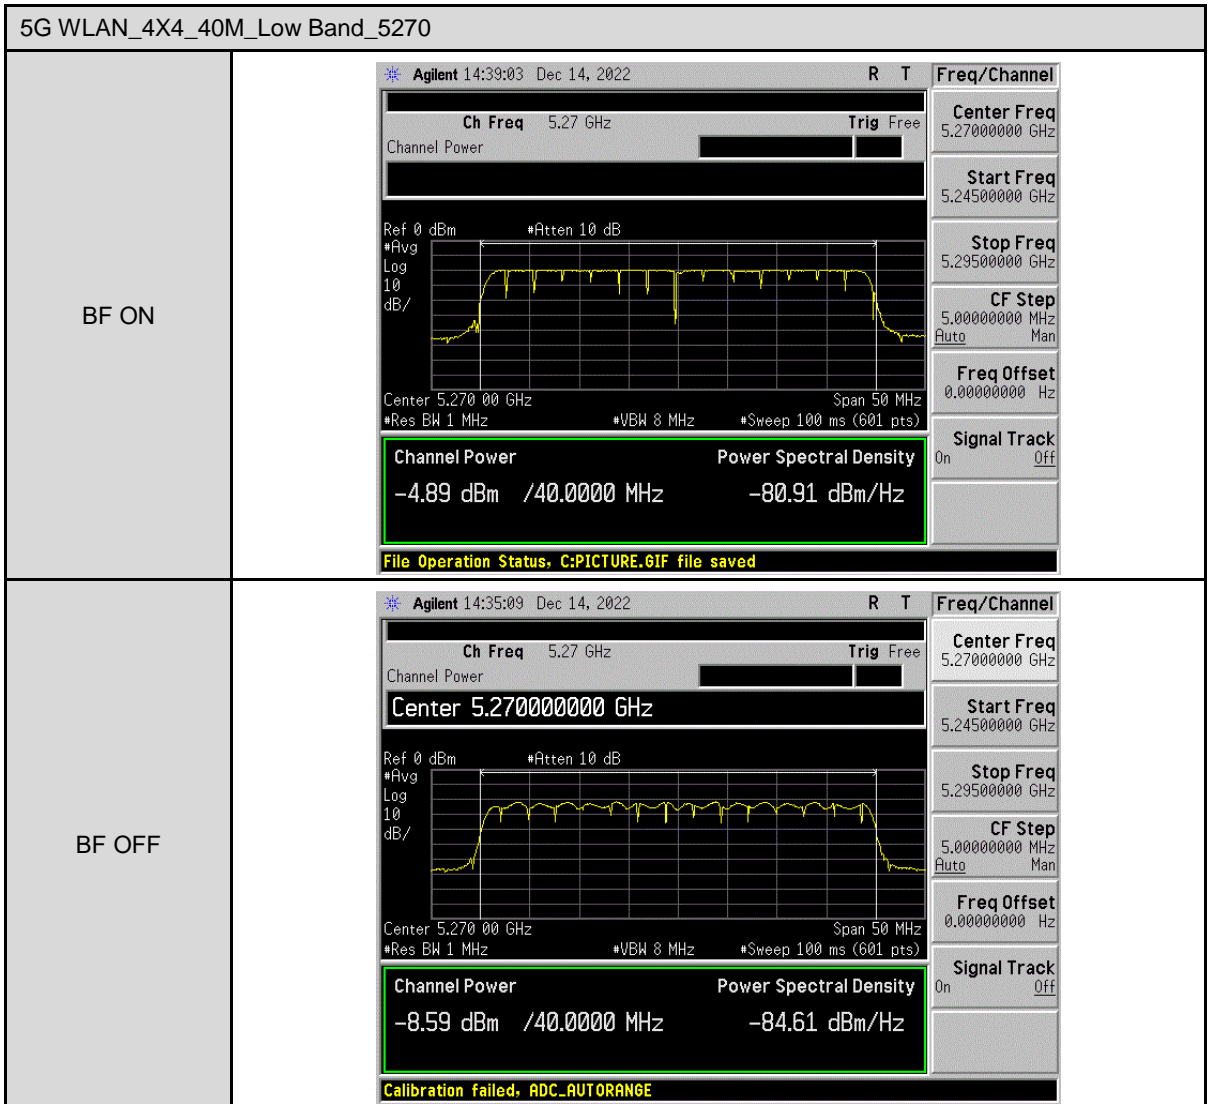 5G WLAN_4X4_40M_Low Band_5270
BF ON
Agilent 14:39:03 Dec 14, 2022 R T
Freq/Channel
Ch Freq 5.27 GHz Trig Free
Channel Power
Center Freq
5.27000000 GHz
Start Freq
5.24500000 GHz
Stop Freq
5.29500000 GHz
CF Step
5.00000000 MHz
Auto Man
Freq Offset
0.00000000 Hz
Signal Track
On Off
Ref 0 dBm #Atten 10 dB
#Avg
Log
10
dB/
Center 5.270 00 GHz Span 50 MHz
#Res BW 1 MHz #VBW 8 MHz #Sweep 100 ms (601 pts)
Channel Power Power Spectral Density
-4.89 dBm /40.0000 MHz -80.91 dBm/Hz
File Operation Status, C:PICTURE.GIF file saved
BF OFF
Agilent 14:35:09 Dec 14, 2022 R T
Freq/Channel
Ch Freq 5.27 GHz Trig Free
Channel Power
Center 5.270000000 GHz
Center Freq
5.27000000 GHz
Start Freq
5.24500000 GHz
Stop Freq
5.29500000 GHz
CF Step
5.00000000 MHz
Auto Man
Freq Offset
0.00000000 Hz
Signal Track
On Off
Ref 0 dBm #Atten 10 dB
#Avg
Log
10
dB/
Center 5.270 00 GHz Span 50 MHz
#Res BW 1 MHz #VBW 8 MHz #Sweep 100 ms (601 pts)
Channel Power Power Spectral Density
-8.59 dBm /40.0000 MHz -84.61 dBm/Hz
Calibration failed, ADC_AUTORANGE